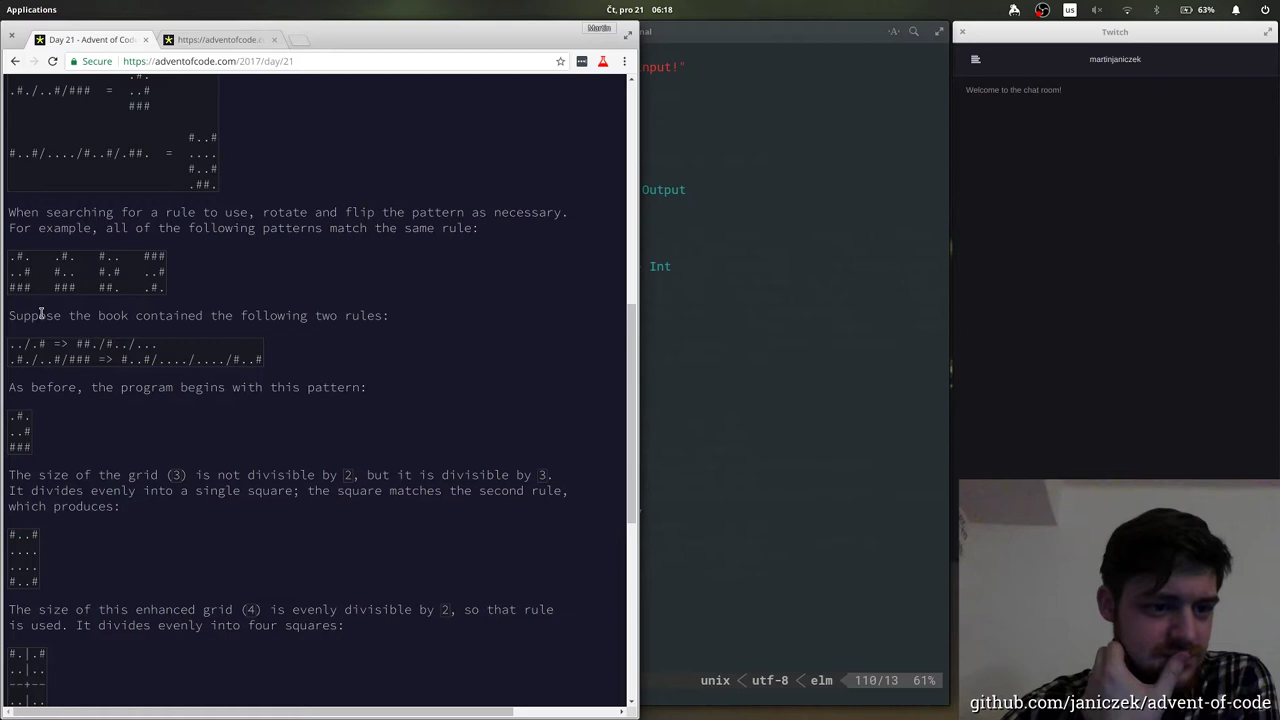 Applications
Čt, pro 21  06:18
us
63%
Martin
Day 21 - Advent of Cod
https://adventofcode.c
Secure
https://adventofcode.com/2017/day/21
.#.
.#./..#/###  =  ..#
###
#..#
#..#/..../#..#/.##.  =  ....
#..#
.##.
When searching for a rule to use, rotate and flip the pattern as necessary.
For example, all of the following patterns match the same rule:
.#.   .#.   #..   ###
..#   #..   #.#   ..#
###   ###   ##.   .#.
Suppose the book contained the following two rules:
../.# => ##./#../...
.#./..#/### => #..#/..../..../#..#
As before, the program begins with this pattern:
.#.
..#
###
The size of the grid (3) is not divisible by 2, but it is divisible by 3.
It divides evenly into a single square; the square matches the second rule,
which produces:
#..#
....
....
#..#
The size of this enhanced grid (4) is evenly divisible by 2, so that rule
is used. It divides evenly into four squares:
#.|.#
..|..
--+--
..|..
nal
-A-
nput!"
Output
Int
unix < utf-8 < elm  110/13  61%
Twitch
martinjaniczek
Welcome to the chat room!
github.com/janiczek/advent-of-code